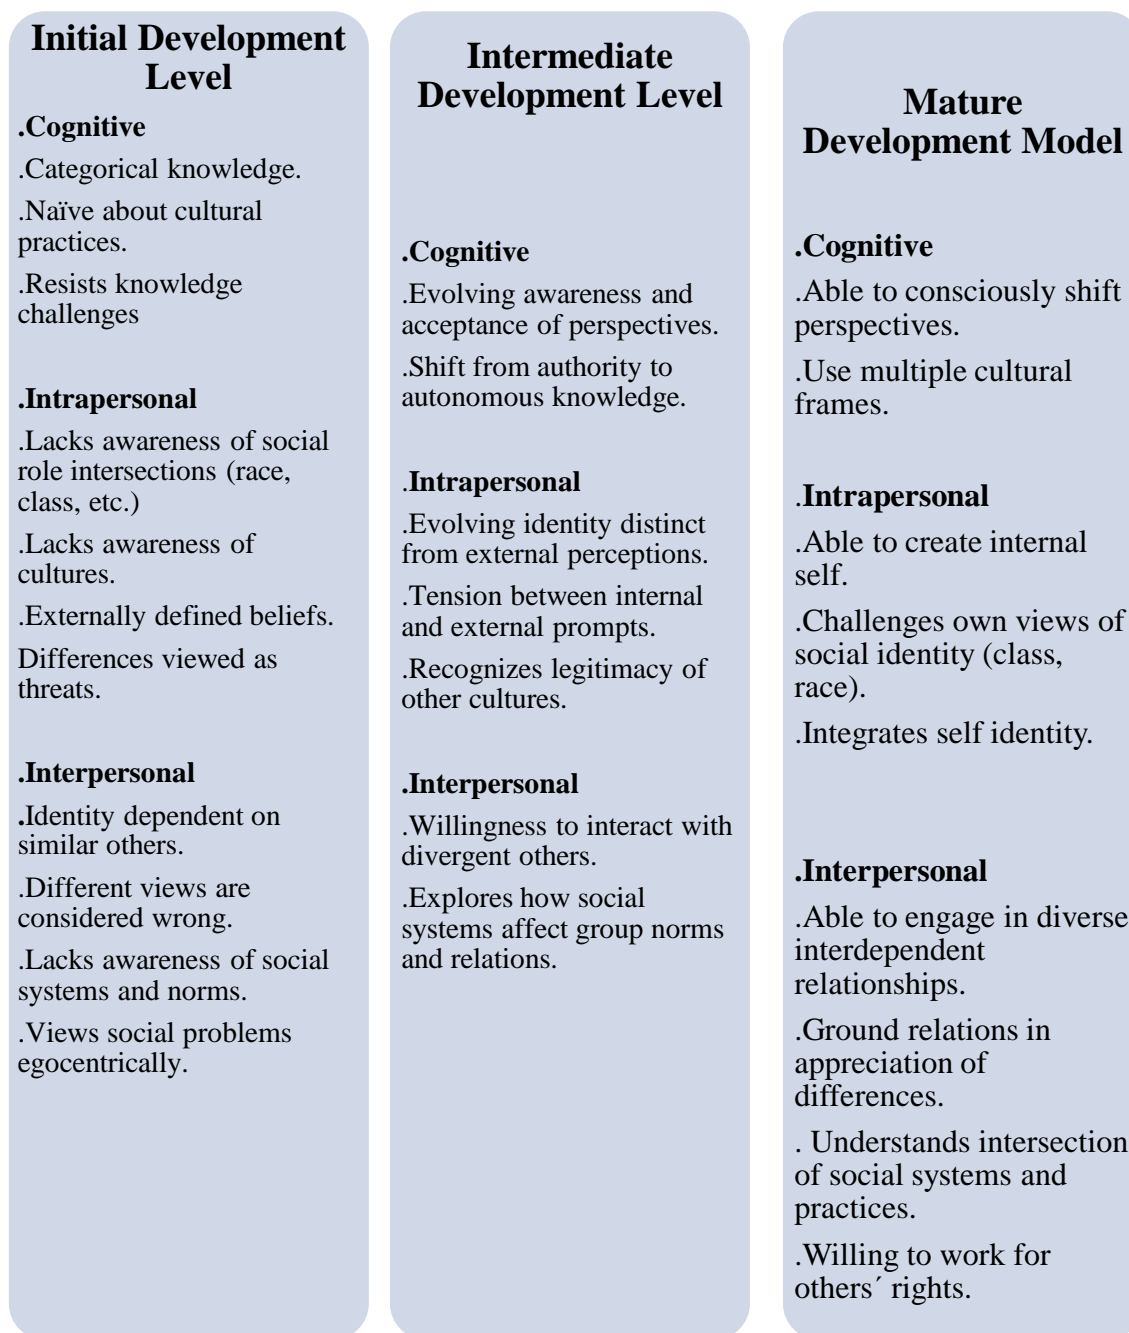 Initial Development
Level
.Cognitive
.Categorical knowledge.
.Naïve about cultural
practices.
.Resists knowledge
challenges
.Intrapersonal
.Lacks awareness of social
role intersections (race,
class, etc.)
.Lacks awareness of
cultures.
.Externally defined beliefs.
Differences viewed as
threats.
.Interpersonal
.Identity dependent on
similar others.
.Different views are
considered wrong.
.Lacks awareness of social
systems and norms.
.Views social problems
egocentrically.
Intermediate
Development Level
.Cognitive
.Evolving awareness and
acceptance of perspectives.
.Shift from authority to
autonomous knowledge.
.Intrapersonal
.Evolving identity distinct
from external perceptions.
.Tension between internal
and external prompts.
.Recognizes legitimacy of
other cultures.
.Interpersonal
.Willingness to interact with
divergent others.
.Explores how social
systems affect group norms
and relations.
Mature
Development Model
.Cognitive
.Able to consciously shift
perspectives.
.Use multiple cultural
frames.
.Intrapersonal
.Able to create internal
self.
.Challenges own views of
social identity (class,
race).
.Integrates self identity.
.Interpersonal
.Able to engage in diverse
interdependent
relationships.
.Ground relations in
appreciation of
differences.
. Understands intersection
of social systems and
practices.
.Willing to work for
others´ rights.